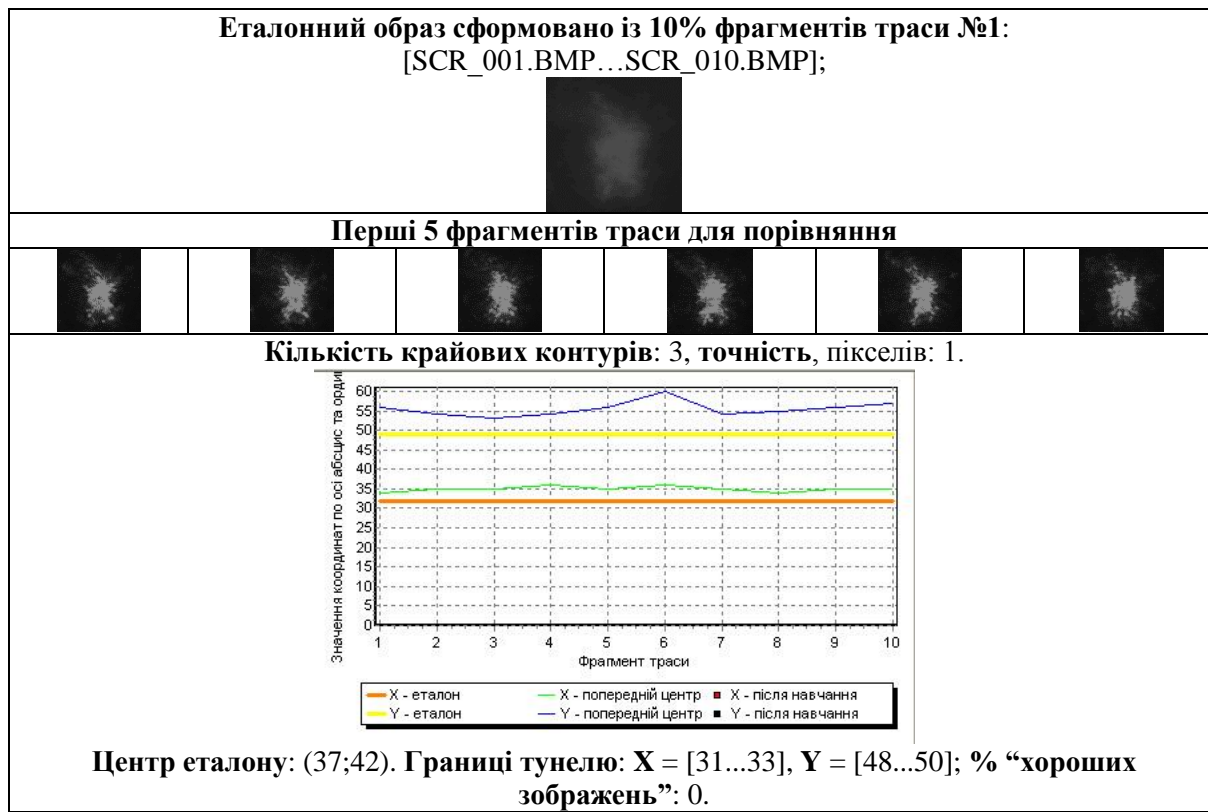 Еталонний образ сформовано із 10% фрагментів траси №1:
[SCR_001.BMP…SCR_010.BMP];
Перші 5 фрагментів траси для порівняння
Кількість крайових контурів: 3, точність, пікселів: 1.
Значення координат по осі абсцис та
60
55
50
45
40
35
30
25
20
15
10
5
0
1 2 3 4 5 6 7 8 9 10
Фрагмент траси
X - еталон X - попередній центр X - після навчання
Y - еталон Y - попередній центр Y - після навчання
Центр еталону: (37;42). Границі тунелю: X = [31...33], Y = [48...50]; % “хороших
зображень”: 0.